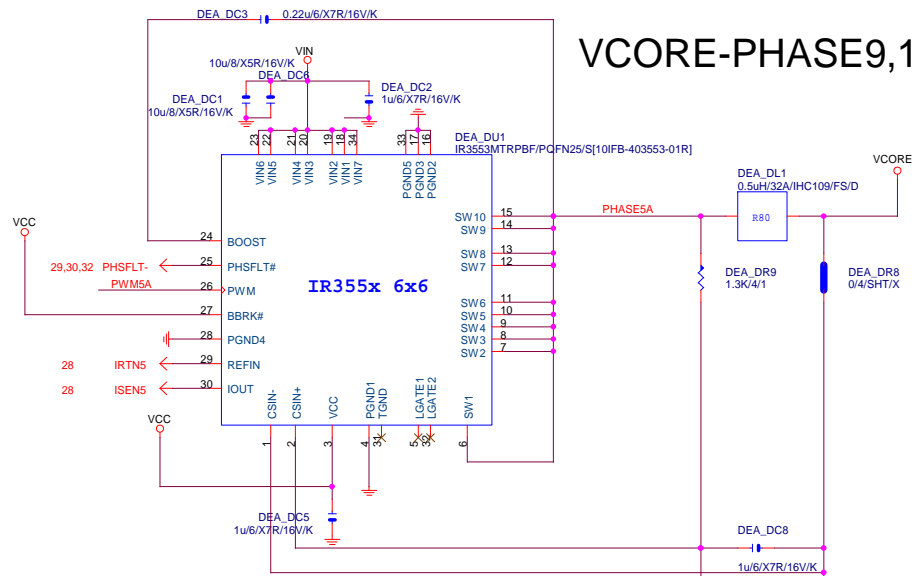 DEA_DC3 0.22u/6/X7R/16V/K
VCORE-PHASE9,1
VIN
10u/8/X5R/16V/K
DEA_DC6
DEA_DC1
10u/8/X5R/16V/K
DEA_DC2
1u/6/X7R/16V/K
DEA_DU1
IR3553MTRPBF/PQFN25/S[10IFB-403553-01R]
23 22 21 20 19 18 34 33 17 16
VIN6 VIN5 VIN4 VIN3 VIN2 VIN1 VIN7 PGND5 PGND3 PGND2
DEA_DL1
0.5uH/32A/IHC109/FS/D
VCORE
R80
PHASE5A
SW10 15
SW9 14
SW8 13
SW7 12
SW6 11
SW5 10
SW4 9
SW3 8
SW2 7
VCC
24 BOOST
29,30,32 PHSFLT- 25 PHSFLT#
PWM5A 26 PWM
27 BBRK#
28 PGND4
28 IRTN5 29 REFIN
28 ISEN5 30 IOUT
IR355x 6x6
DEA_DR9
1.3K/4/1
DEA_DR8
0/4/SHT/X
CSIN- CSIN+ VCC PGND1 TGND LGATE1 LGATE2 SW1
1 2 3 4 31 5 32 6
VCC
DEA_DC5
1u/6/X7R/16V/K
DEA_DC8
1u/6/X7R/16V/K